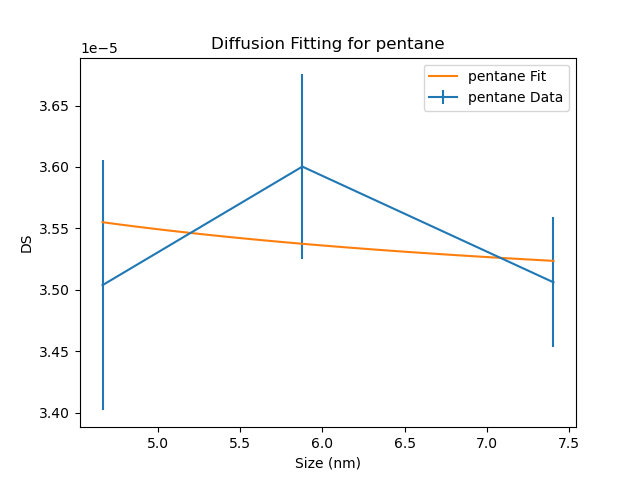 Diffusion Fitting for pentane
1e−5
pentane Fit
pentane Data
3.65
3.60
3.55
3.50
3.45
3.40
DS
5.0 5.5 6.0 6.5 7.0 7.5
Size (nm)